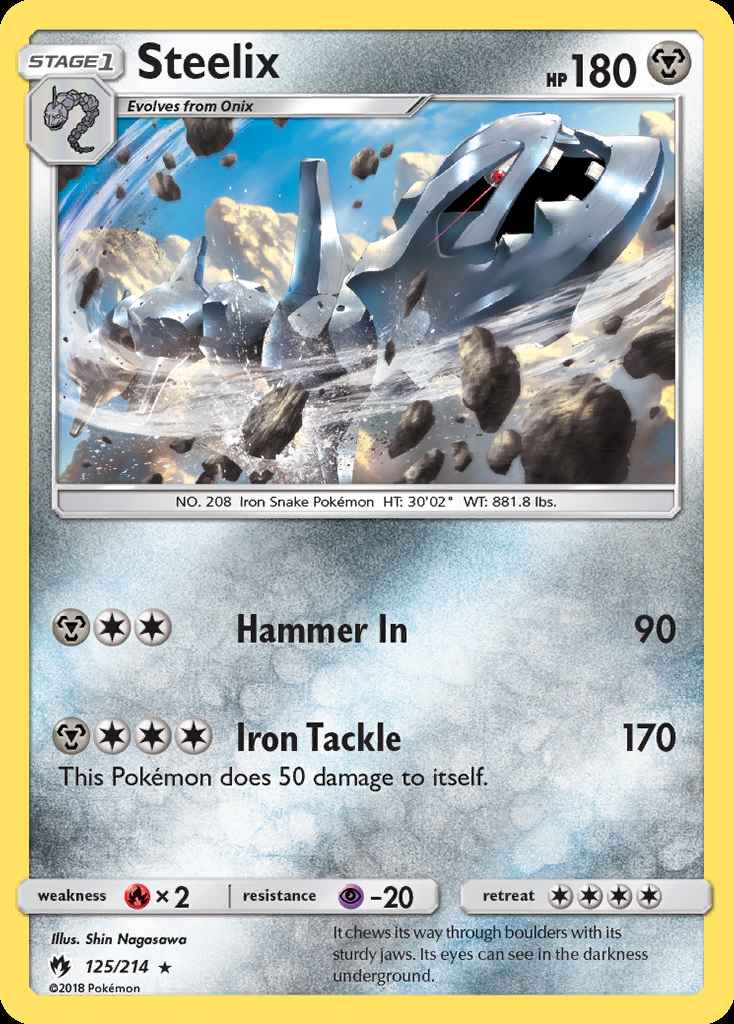 STAGE1 Steelix HP 180
Evolves from Onix
NO. 208 Iron Snake Pokémon HT: 30'02" WT: 881.8 lbs.
Hammer In 90
Iron Tackle 170
This Pokémon does 50 damage to itself.
weakness ×2 resistance -20 retreat
Illus. Shin Nagasawa
125/214 ★
©2018 Pokémon
It chews its way through boulders with its
sturdy jaws. Its eyes can see in the darkness
underground.